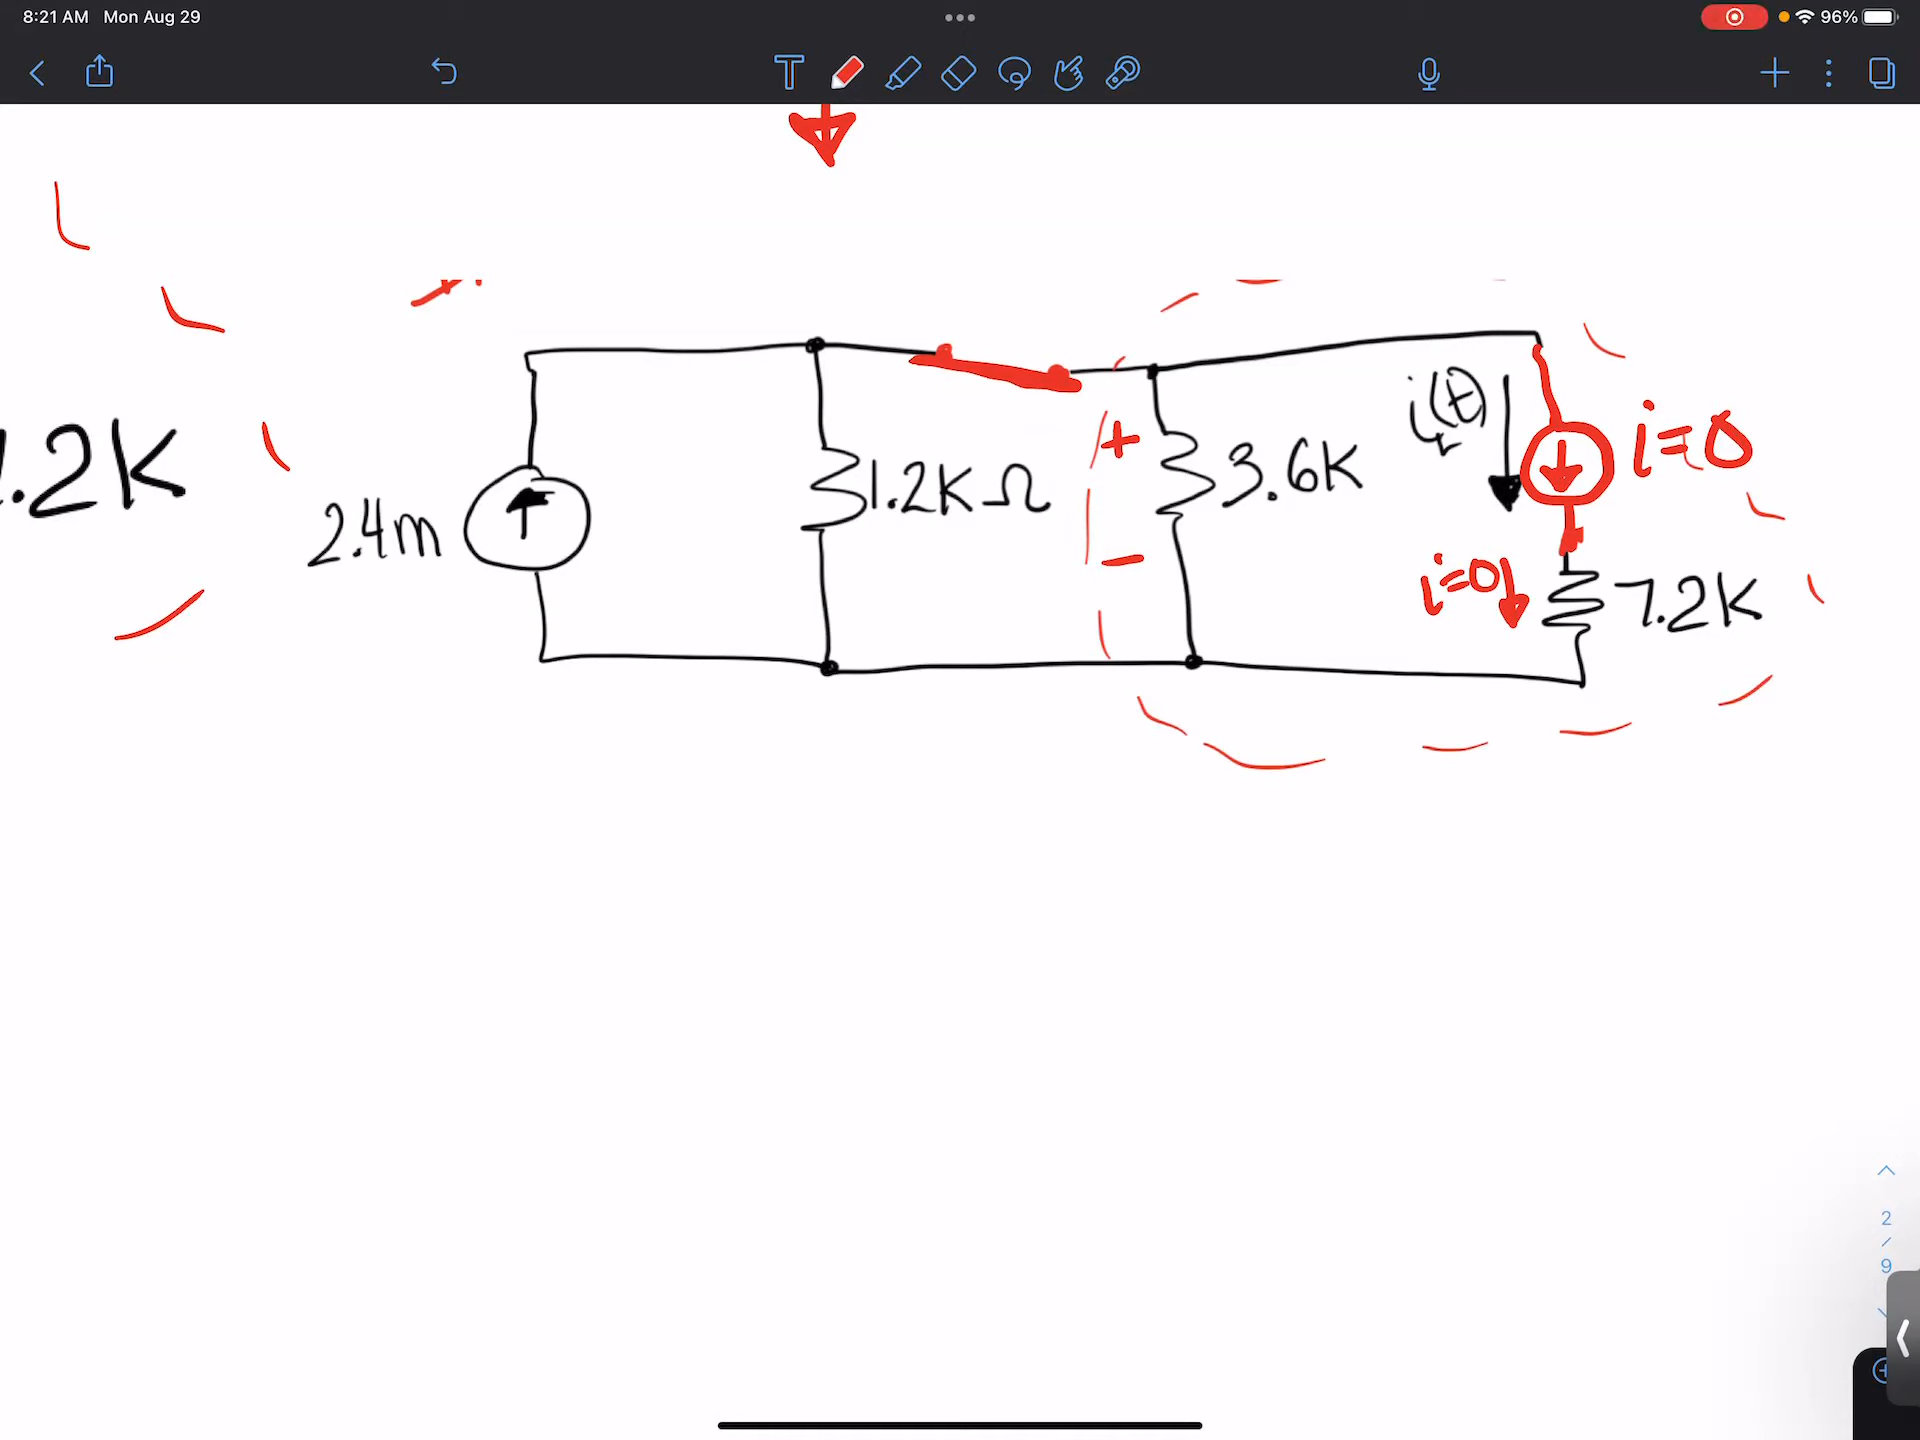 8:21 AM Mon Aug 29
96%
T
.2K
2.4m
1.2KΩ
+
-
3.6K
i(t)
i=0
i=0
7.2K
2
/
9